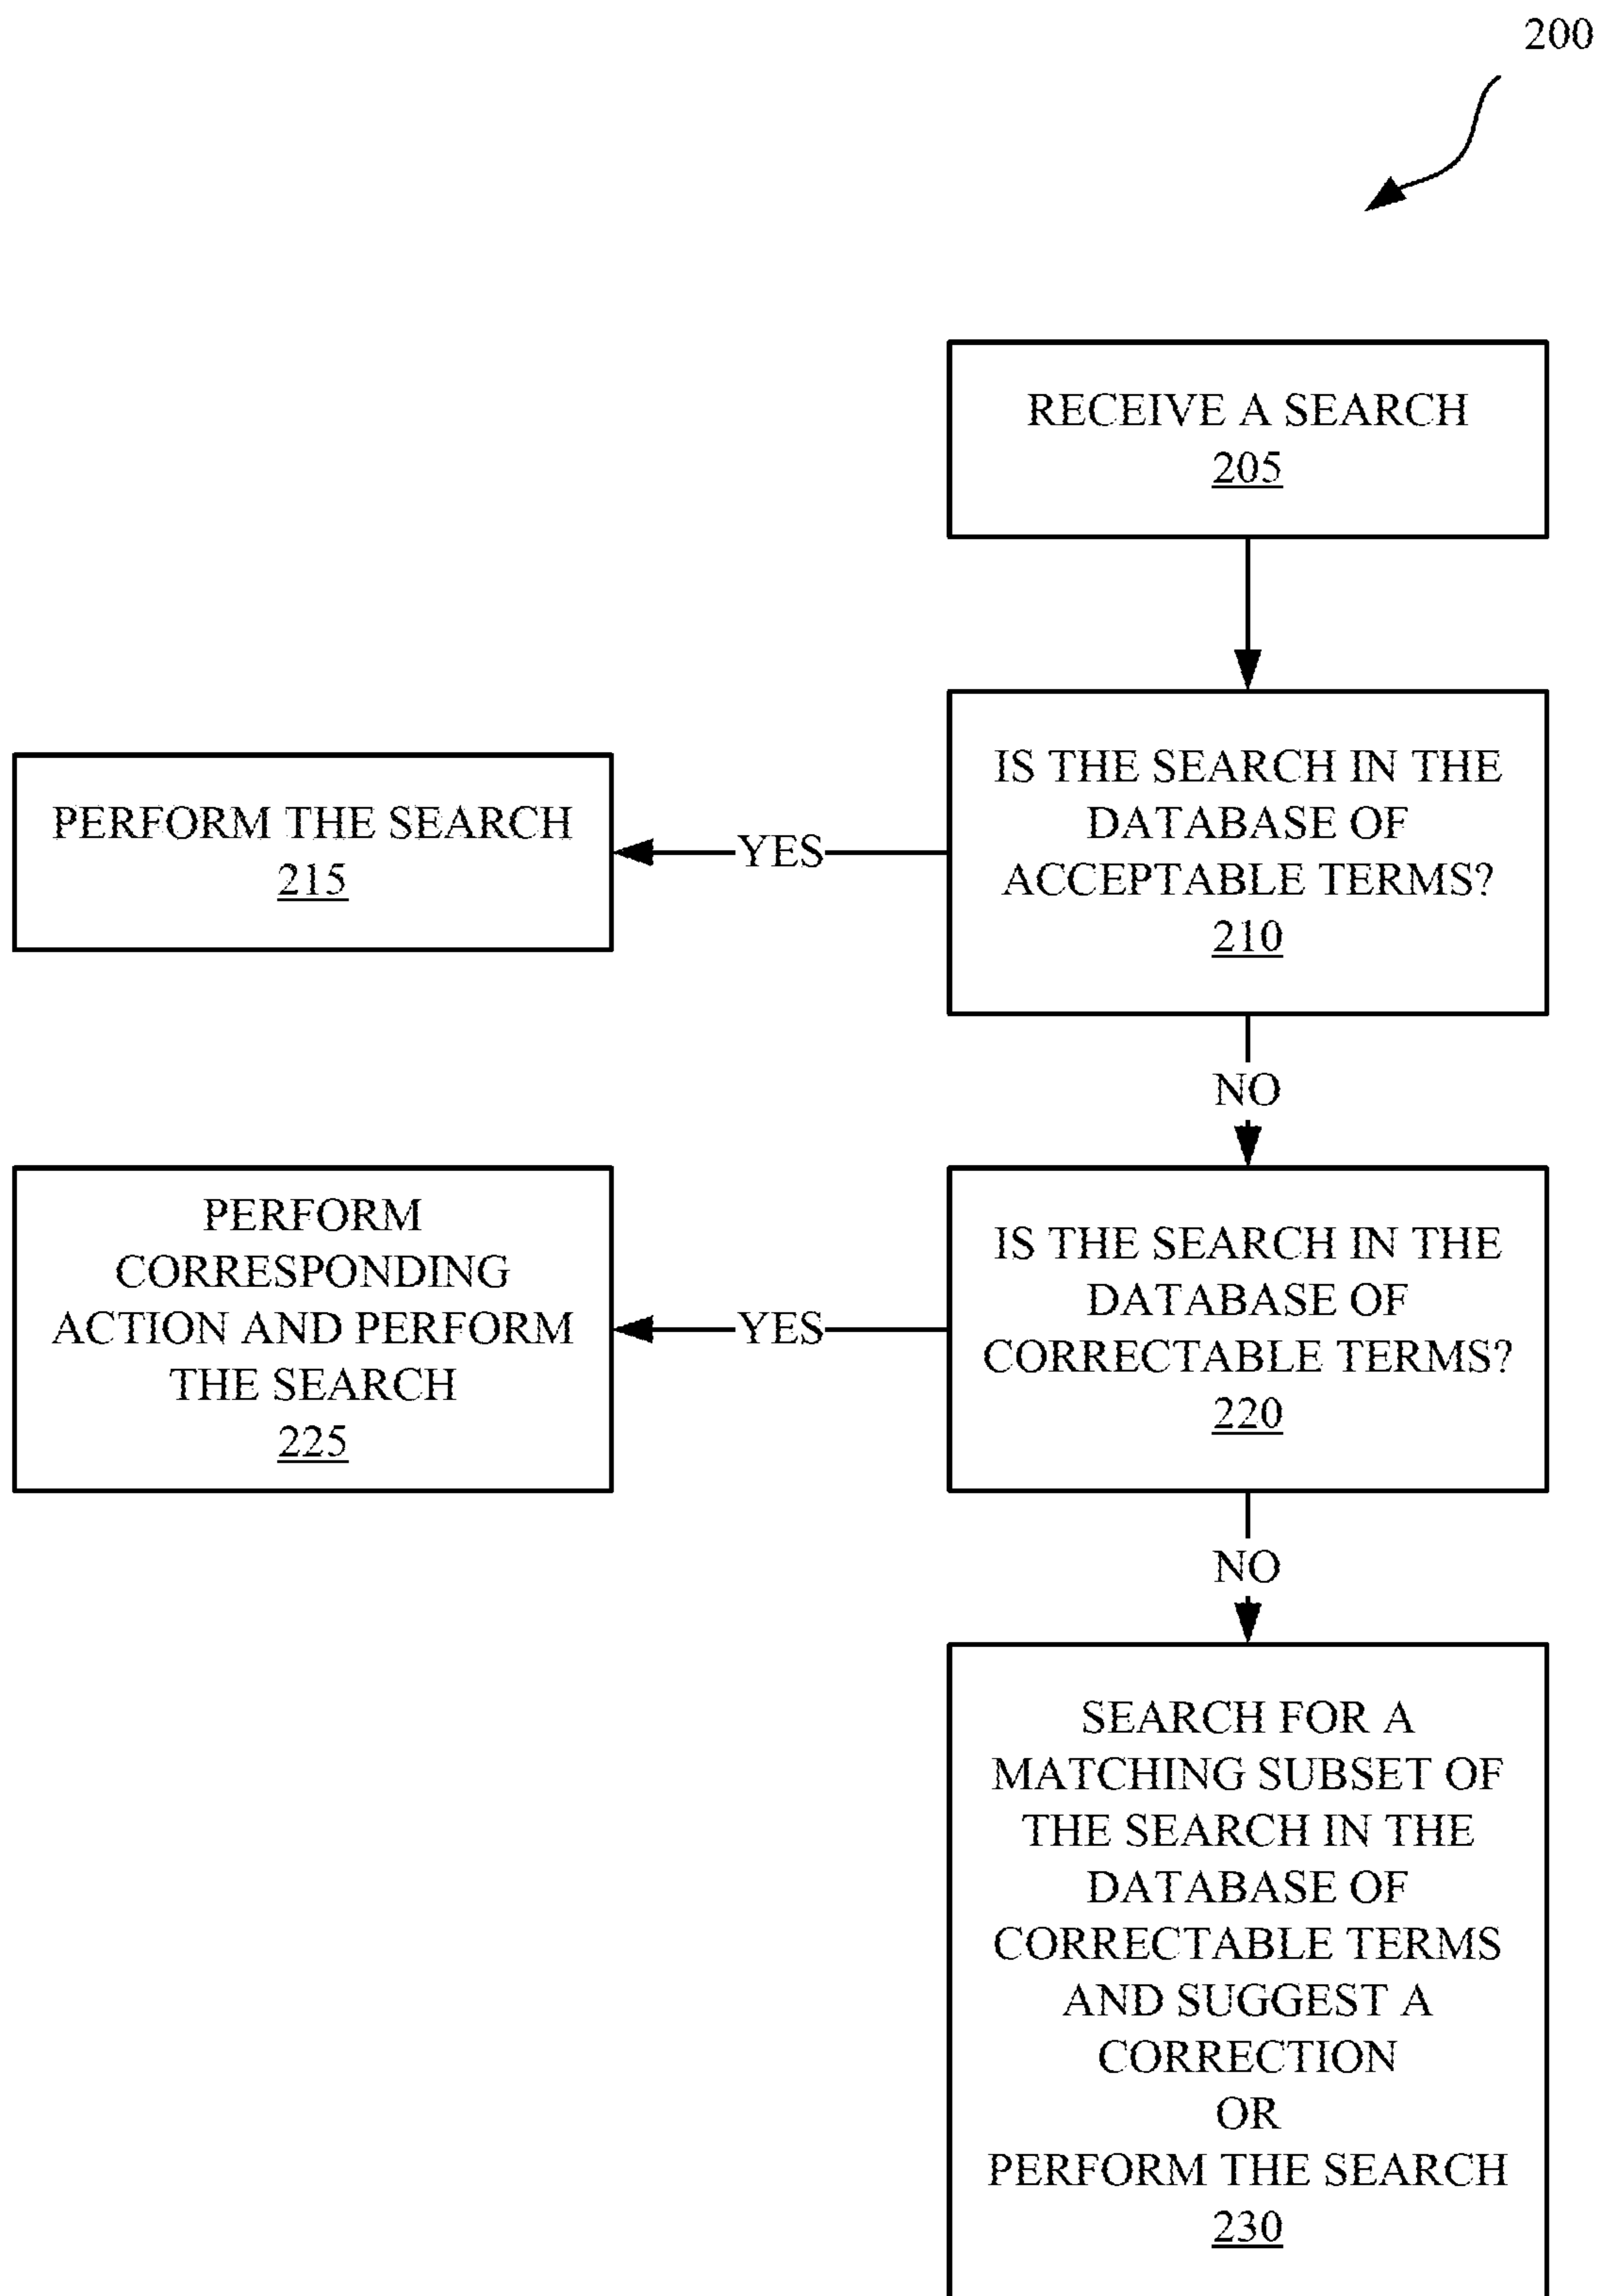 200
RECEIVE A SEARCH
205
IS THE SEARCH IN THE
DATABASE OF
ACCEPTABLE TERMS?
210
YES
PERFORM THE SEARCH
215
NO
IS THE SEARCH IN THE
DATABASE OF
CORRECTABLE TERMS?
220
YES
PERFORM
CORRESPONDING
ACTION AND PERFORM
THE SEARCH
225
NO
SEARCH FOR A
MATCHING SUBSET OF
THE SEARCH IN THE
DATABASE OF
CORRECTABLE TERMS
AND SUGGEST A
CORRECTION
OR
PERFORM THE SEARCH
230